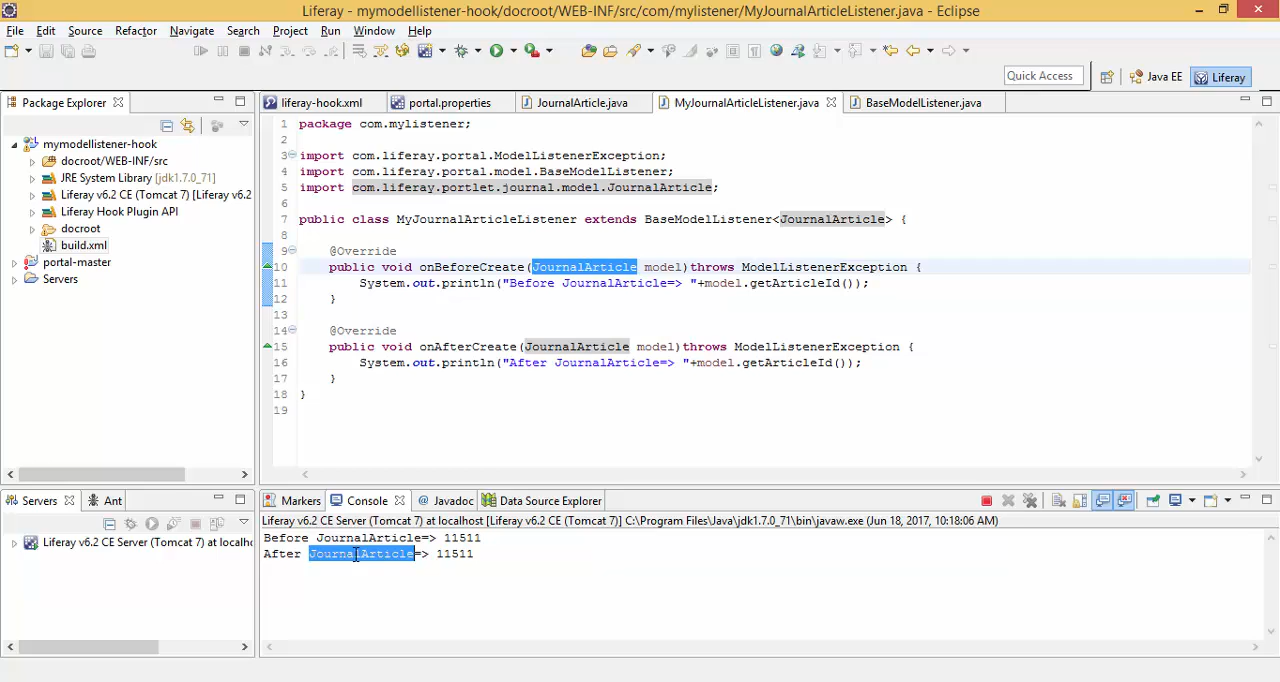 Liferay - mymodellistener-hook/docroot/WEB-INF/src/com/mylistener/MyJournalArticleListener.java - Eclipse
File Edit Source Refactor Navigate Search Project Run Window Help
Quick Access Java EE Liferay
Package Explorer
mymodellistener-hook
docroot/WEB-INF/src
JRE System Library [jdk1.7.0_71]
Liferay v6.2 CE (Tomcat 7) [Liferay v6.2
Liferay Hook Plugin API
docroot
build.xml
portal-master
Servers
liferay-hook.xml portal.properties JournalArticle.java MyJournalArticleListener.java BaseModelListener.java
1 package com.mylistener;
2
3 import com.liferay.portal.ModelListenerException;
4 import com.liferay.portal.model.BaseModelListener;
5 import com.liferay.portlet.journal.model.JournalArticle;
6
7 public class MyJournalArticleListener extends BaseModelListener<JournalArticle> {
8
9 @Override
10 public void onBeforeCreate(JournalArticle model)throws ModelListenerException {
11 System.out.println("Before JournalArticle=> "+model.getArticleId());
12 }
13
14 @Override
15 public void onAfterCreate(JournalArticle model)throws ModelListenerException {
16 System.out.println("After JournalArticle=> "+model.getArticleId());
17 }
18 }
19
Servers Ant
Liferay v6.2 CE Server (Tomcat 7) at localho
Markers Console Javadoc Data Source Explorer
Liferay v6.2 CE Server (Tomcat 7) at localhost [Liferay v6.2 CE (Tomcat 7)] C:\Program Files\Java\jdk1.7.0_71\bin\javaw.exe (Jun 18, 2017, 10:18:06 AM)
Before JournalArticle=> 11511
After JournalArticle=> 11511